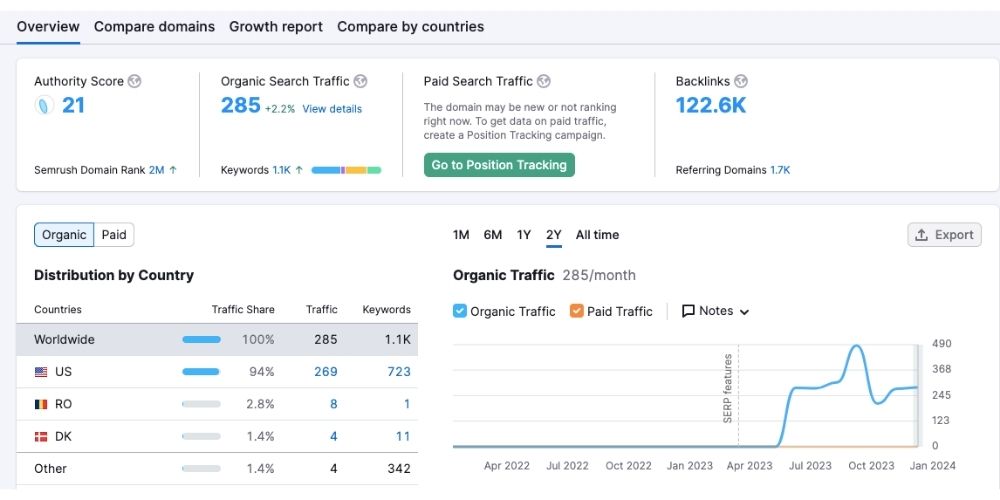 Overview Compare domains Growth report Compare by countries
Authority Score
21
Semrush Domain Rank 2M ↑
Organic Search Traffic
285 +2.2% View details
Keywords 1.1K ↑
Paid Search Traffic
The domain may be new or not ranking
right now. To get data on paid traffic,
create a Position Tracking campaign.
Go to Position Tracking
Backlinks
122.6K
Referring Domains 1.7K
Organic Paid
Distribution by Country
Countries Traffic Share Traffic Keywords
Worldwide 100% 285 1.1K
US 94% 269 723
RO 2.8% 8 1
DK 1.4% 4 11
Other 1.4% 4 342
1M 6M 1Y 2Y All time
Export
Organic Traffic 285/month
Organic Traffic Paid Traffic Notes
SERP features
490
368
245
123
0
Apr 2022 Jul 2022 Oct 2022 Jan 2023 Apr 2023 Jul 2023 Oct 2023 Jan 2024